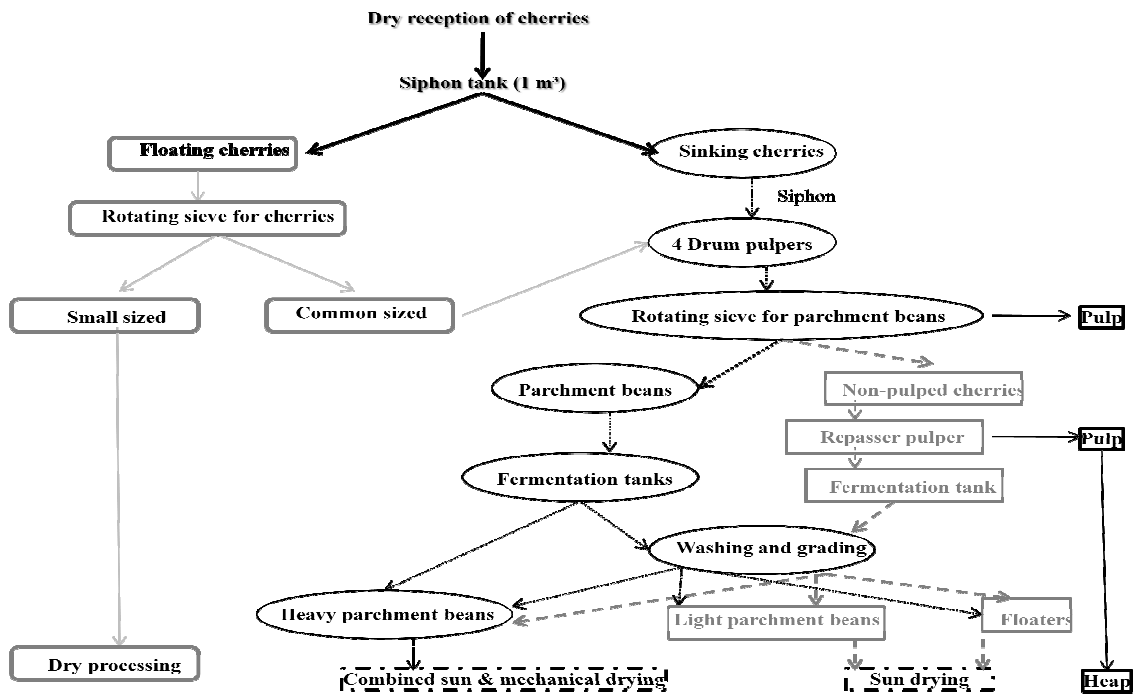 Dry reception of cherries
Siphon tank (1 m³)
Floating cherries
Sinking cherries
Siphon
Rotating sieve for cherries
4 Drum pulpers
Small sized
Common sized
Rotating sieve for parchment beans
Pulp
Parchment beans
Non-pulped cherries
Repasser pulper
Pulp
Fermentation tanks
Fermentation tank
Washing and grading
Heavy parchment beans
Light parchment beans
Floaters
Dry processing
Combined sun & mechanical drying
Sun drying
Heap